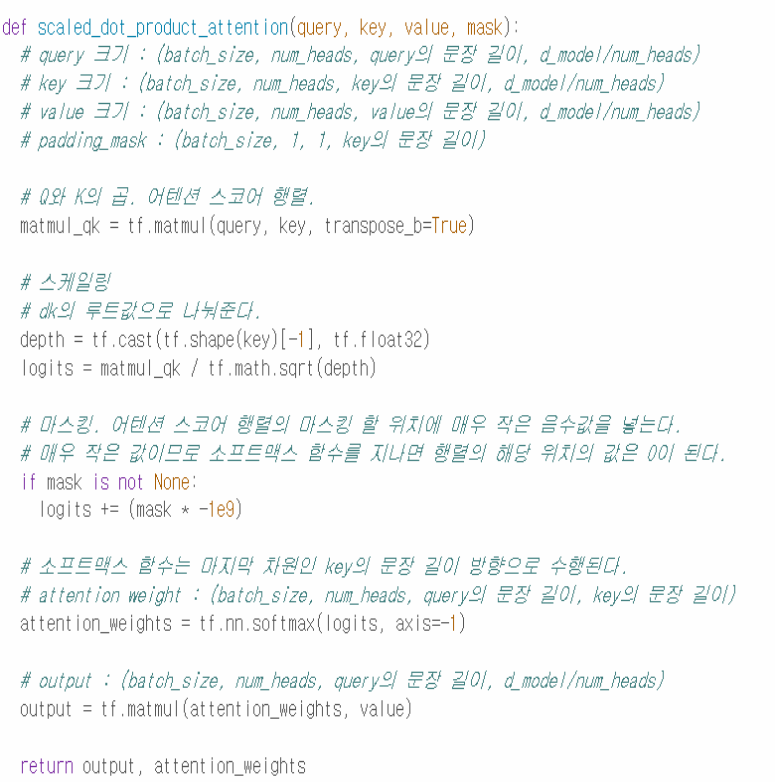 def scaled_dot_product_attention(query, key, value, mask):
# query 크기 : (batch_size, num_heads, query의 문장 길이, d_model/num_heads)
# key 크기 : (batch_size, num_heads, key의 문장 길이, d_model/num_heads)
# value 크기 : (batch_size, num_heads, value의 문장 길이, d_model/num_heads)
# padding_mask : (batch_size, 1, 1, key의 문장 길이)
# Q와 K의 곱. 어텐션 스코어 행렬.
matmul_qk = tf.matmul(query, key, transpose_b=True)
# 스케일링
# dk의 루트값으로 나눠준다.
depth = tf.cast(tf.shape(key)[-1], tf.float32)
logits = matmul_qk / tf.math.sqrt(depth)
# 마스킹. 어텐션 스코어 행렬의 마스킹 할 위치에 매우 작은 음수값을 넣는다.
# 매우 작은 값이므로 소프트맥스 함수를 지나면 행렬의 해당 위치의 값은 0이 된다.
if mask is not None:
logits += (mask * -1e9)
# 소프트맥스 함수는 마지막 차원인 key의 문장 길이 방향으로 수행된다.
# attention weight : (batch_size, num_heads, query의 문장 길이, key의 문장 길이)
attention_weights = tf.nn.softmax(logits, axis=-1)
# output : (batch_size, num_heads, query의 문장 길이, d_model/num_heads)
output = tf.matmul(attention_weights, value)
return output, attention_weights